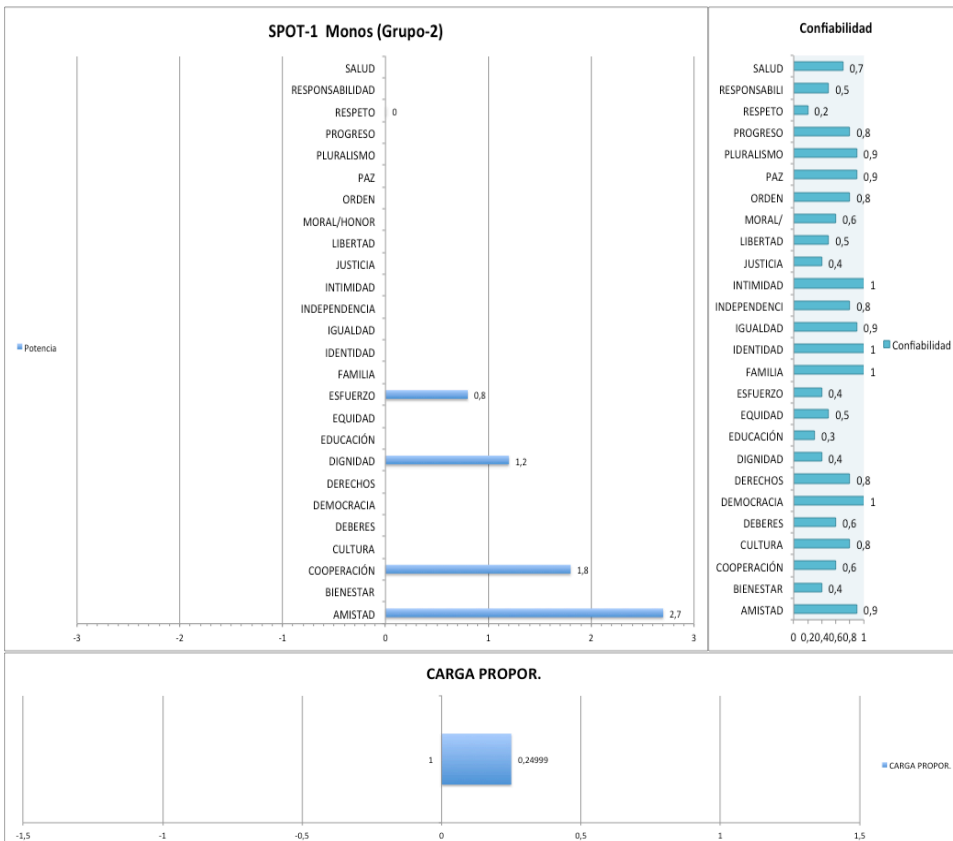 SPOT-1 Monos (Grupo-2)
SALUD
RESPONSABILIDAD
RESPETO 0
PROGRESO
PLURALISMO
PAZ
ORDEN
MORAL/HONOR
LIBERTAD
JUSTICIA
INTIMIDAD
INDEPENDENCIA
IGUALDAD
IDENTIDAD
FAMILIA
ESFUERZO 0,8
EQUIDAD
EDUCACIÓN
DIGNIDAD 1,2
DERECHOS
DEMOCRACIA
DEBERES
CULTURA
COOPERACIÓN 1,8
BIENESTAR
AMISTAD 2,7
-3 -2 -1 0 1 2 3
Potencia
Confiabilidad
SALUD 0,7
RESPONSABILI 0,5
RESPETO 0,2
PROGRESO 0,8
PLURALISMO 0,9
PAZ 0,9
ORDEN 0,8
MORAL/ 0,6
LIBERTAD 0,5
JUSTICIA 0,4
INTIMIDAD 1
INDEPENDENCI 0,8
IGUALDAD 0,9
IDENTIDAD 1
FAMILIA 1
ESFUERZO 0,4
EQUIDAD 0,5
EDUCACIÓN 0,3
DIGNIDAD 0,4
DERECHOS 0,8
DEMOCRACIA 1
DEBERES 0,6
CULTURA 0,8
COOPERACIÓN 0,6
BIENESTAR 0,4
AMISTAD 0,9
0 0,20,40,60,8 1
Confiabilidad
CARGA PROPOR.
1 0,24999
CARGA PROPOR.
-1,5 -1 -0,5 0 0,5 1 1,5